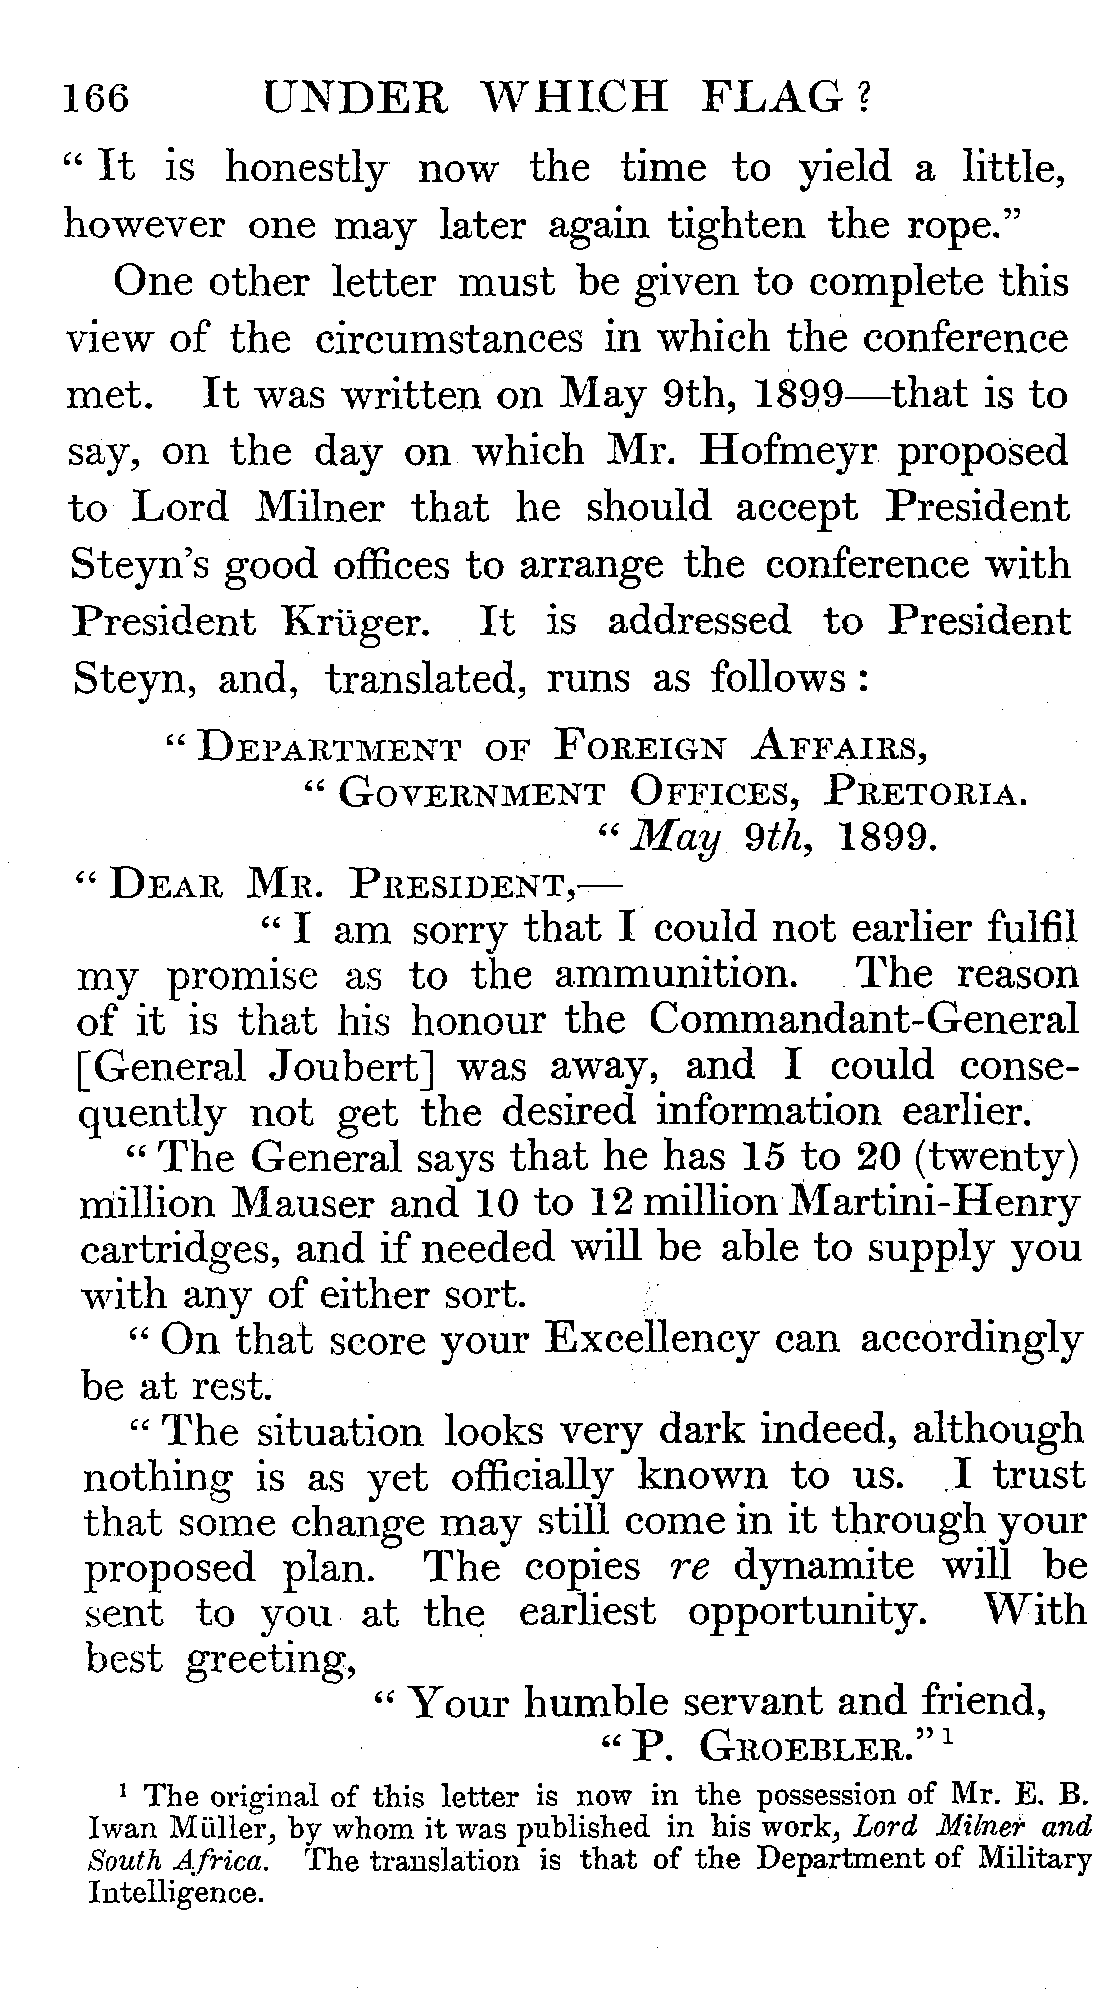 166 UNDER WHICH FLAG ?
“ It is honestly now the time to yield a little,
however one may later again tighten the rope.”
One other letter must be given to complete this
view of the circumstances in which the conference
met. It was written on May 9th, 1899—that is to
say, on the day on which Mr. Hofmeyr proposed
to Lord Milner that he should accept President
Steyn’s good offices to arrange the conference with
President Krüger. It is addressed to President
Steyn, and, translated, runs as follows :
“ DEPARTMENT OF FOREIGN AFFAIRS,
“ GOVERNMENT OFFICES, PRETORIA.
“ May 9th, 1899.
“ DEAR MR. PRESIDENT,—
“ I am sorry that I could not earlier fulfil
my promise as to the ammunition. The reason
of it is that his honour the Commandant-General
[General Joubert] was away, and I could conse-
quently not get the desired information earlier.
“ The General says that he has 15 to 20 (twenty)
million Mauser and 10 to 12 million Martini-Henry
cartridges, and if needed will be able to supply you
with any of either sort.
“ On that score your Excellency can accordingly
be at rest.
“ The situation looks very dark indeed, although
nothing is as yet officially known to us. I trust
that some change may still come in it through your
proposed plan. The copies re dynamite will be
sent to you at the earliest opportunity. With
best greeting,
“ Your humble servant and friend,
“ P. GROEBLER.” 1
1 The original of this letter is now in the possession of Mr. E. B.
Iwan Müller, by whom it was published in his work, Lord Milner and
South Africa. The translation is that of the Department of Military
Intelligence.